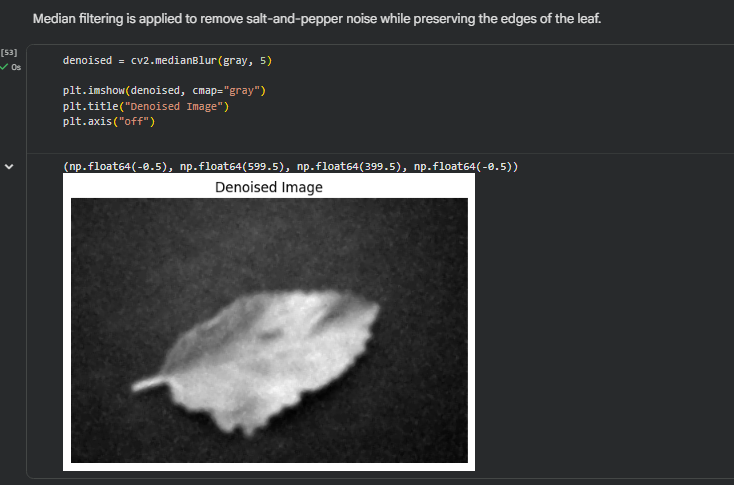 Median filtering is applied to remove salt-and-pepper noise while preserving the edges of the leaf.
[53]
0s
denoised = cv2.medianBlur(gray, 5)
plt.imshow(denoised, cmap="gray")
plt.title("Denoised Image")
plt.axis("off")
(np.float64(-0.5), np.float64(599.5), np.float64(399.5), np.float64(-0.5))
Denoised Image